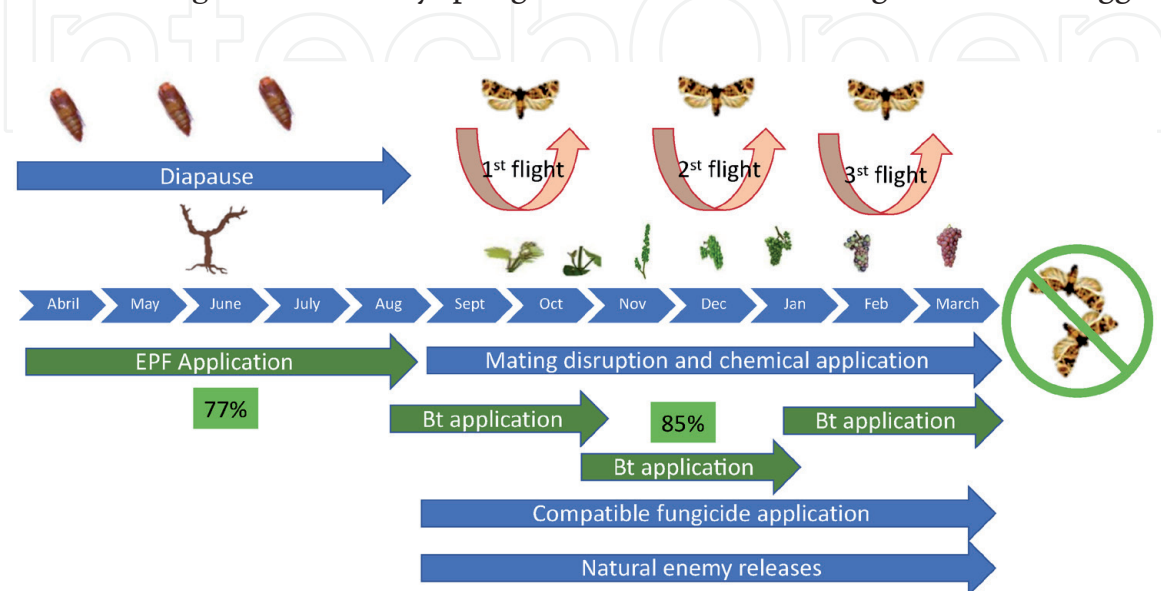 IntechOpen
Diapause
1st flight
2st flight
3st flight
Abril
May
June
July
Aug
Sept
Oct
Nov
Dec
Jan
Feb
March
EPF Application
Mating disruption and chemical application
77%
Bt application
85%
Bt application
Bt application
Compatible fungicide application
Natural enemy releases